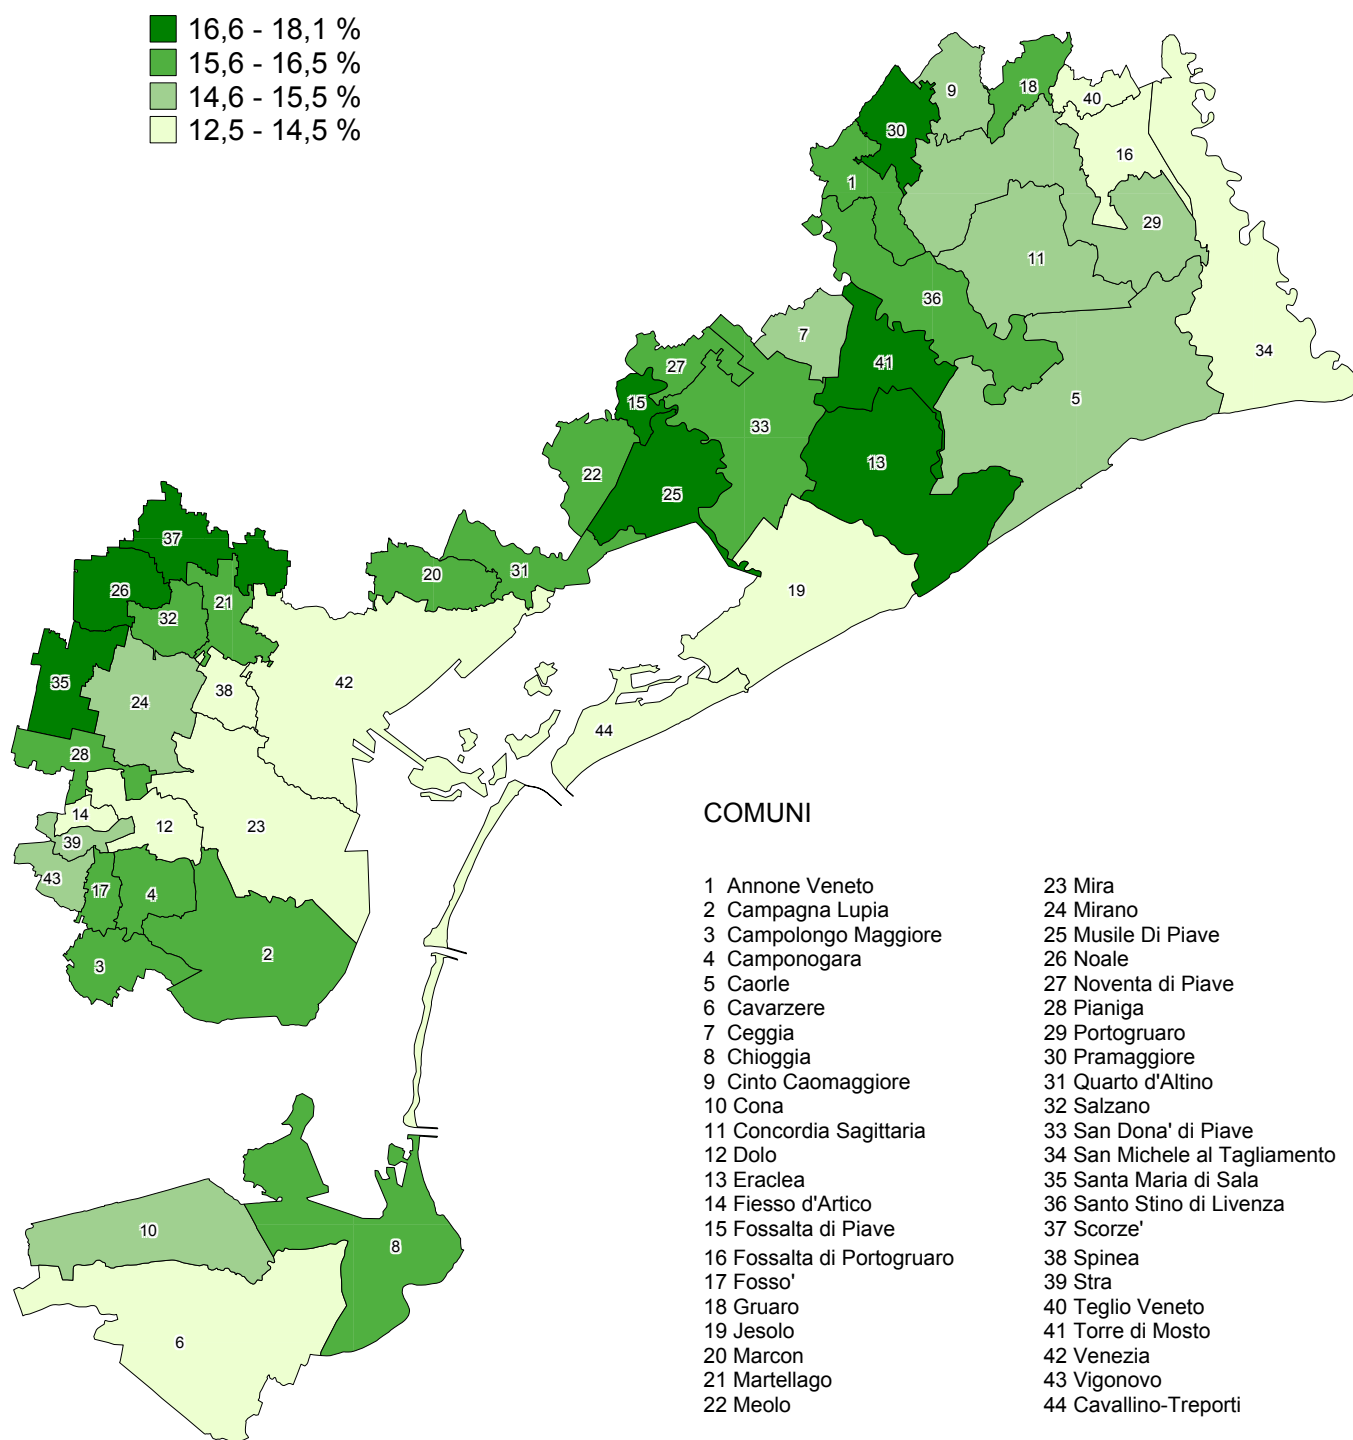 16,6 - 18,1 %
15,6 - 16,5 %
14,6 - 15,5 %
12,5 - 14,5 %
9
18
40
30
16
1
29
11
36
7
34
41
27
5
15
33
13
22
25
37
20
31
26
21
19
32
35
38
42
24
44
28
14
12
23
39
43
17
4
3
2
10
8
6
COMUNI
1 Annone Veneto
2 Campagna Lupia
3 Campolongo Maggiore
4 Camponogara
5 Caorle
6 Cavarzere
7 Ceggia
8 Chioggia
9 Cinto Caomaggiore
10 Cona
11 Concordia Sagittaria
12 Dolo
13 Eraclea
14 Fiesso d'Artico
15 Fossalta di Piave
16 Fossalta di Portogruaro
17 Fosso'
18 Gruaro
19 Jesolo
20 Marcon
21 Martellago
22 Meolo
23 Mira
24 Mirano
25 Musile Di Piave
26 Noale
27 Noventa di Piave
28 Pianiga
29 Portogruaro
30 Pramaggiore
31 Quarto d'Altino
32 Salzano
33 San Dona' di Piave
34 San Michele al Tagliamento
35 Santa Maria di Sala
36 Santo Stino di Livenza
37 Scorze'
38 Spinea
39 Stra
40 Teglio Veneto
41 Torre di Mosto
42 Venezia
43 Vigonovo
44 Cavallino-Treporti